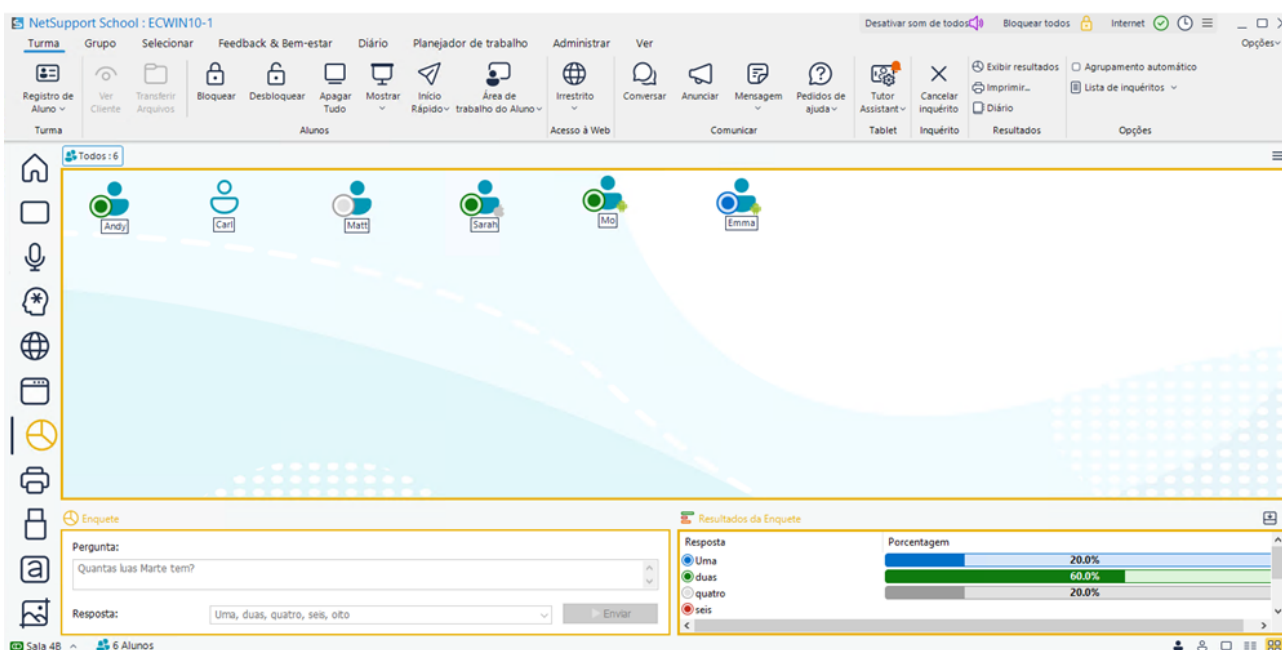 NetSupport School : ECWIN10-1
Desativar som de todos
Bloquear todos
Internet
Turma Grupo Selecionar Feedback & Bem-estar Diário Planejador de trabalho Administrar Ver
Opções
Registro de Aluno
Ver Cliente
Transferir Arquivos
Bloquear
Desbloquear
Apagar Tudo
Mostrar
Início Rápido
Área de trabalho do Aluno
Irrestrito
Conversar
Anunciar
Mensagem
Pedidos de ajuda
Tutor Assistant
Cancelar inquérito
Exibir resultados
Imprimir...
Diário
Agrupamento automático
Lista de inquéritos
Turma
Alunos
Acesso à Web
Comunicar
Tablet
Inquérito
Resultados
Opções
Todos : 6
Andy
Carl
Matt
Sarah
Mo
Emma
Enquete
Pergunta:
Quantas luas Marte tem?
Resposta:
Uma, duas, quatro, seis, oito
Enviar
Resultados da Enquete
Resposta Porcentagem
Uma 20.0%
duas 60.0%
quatro 20.0%
seis
Sala 4B
6 Alunos